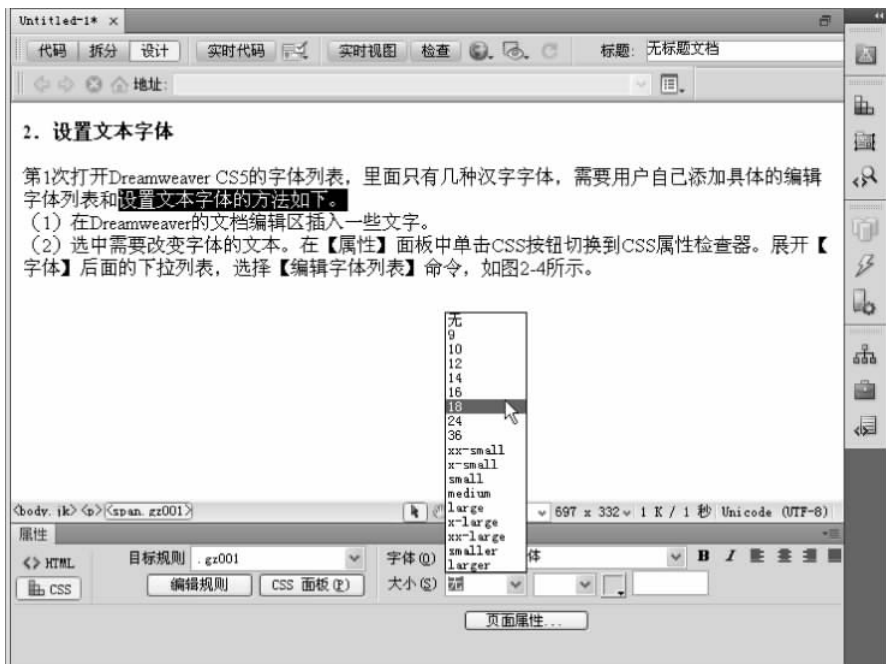 Untitled-1* ×
代码 拆分 设计 实时代码 实时视图 检查 标题: 无标题文档
地址:
2．设置文本字体
第1次打开Dreamweaver CS5的字体列表，里面只有几种汉字字体，需要用户自己添加具体的编辑
字体列表和设置文本字体的方法如下。
（1）在Dreamweaver的文档编辑区插入一些文字。
（2）选中需要改变字体的文本。在【属性】面板中单击CSS按钮切换到CSS属性检查器。展开【
字体】后面的下拉列表，选择【编辑字体列表】命令，如图2-4所示。
无
9
10
12
14
16
18
24
36
xx-small
x-small
small
medium
large
x-large
xx-large
smaller
larger
<body.jk> <p> <span.gz001>
697 x 332 1 K / 1 秒 Unicode (UTF-8)
属性
<> HTML 目标规则 .gz001 字体(O) 体 B I
CSS 编辑规则 CSS 面板(P) 大小(S)
页面属性...